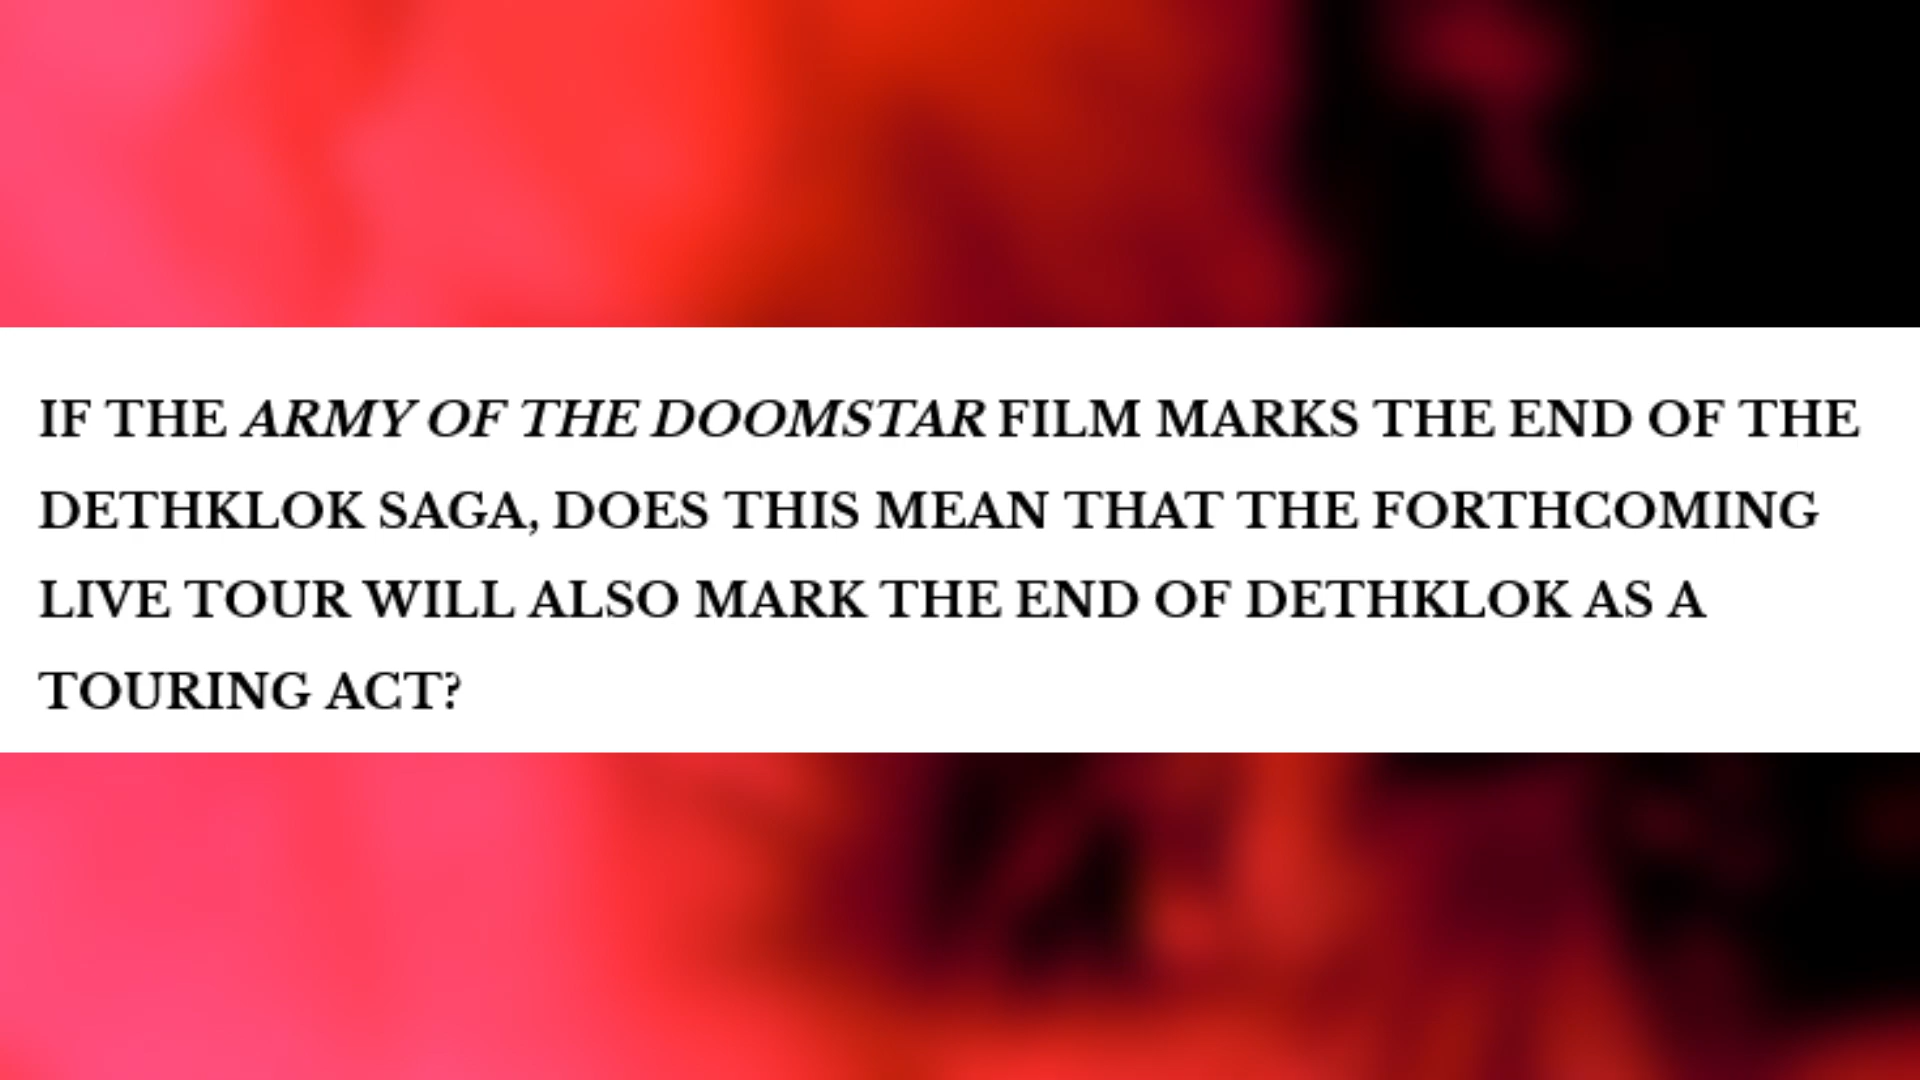 IF THE ARMY OF THE DOOMSTAR FILM MARKS THE END OF THE
DETHKLOK SAGA, DOES THIS MEAN THAT THE FORTHCOMING
LIVE TOUR WILL ALSO MARK THE END OF DETHKLOK AS A
TOURING ACT?